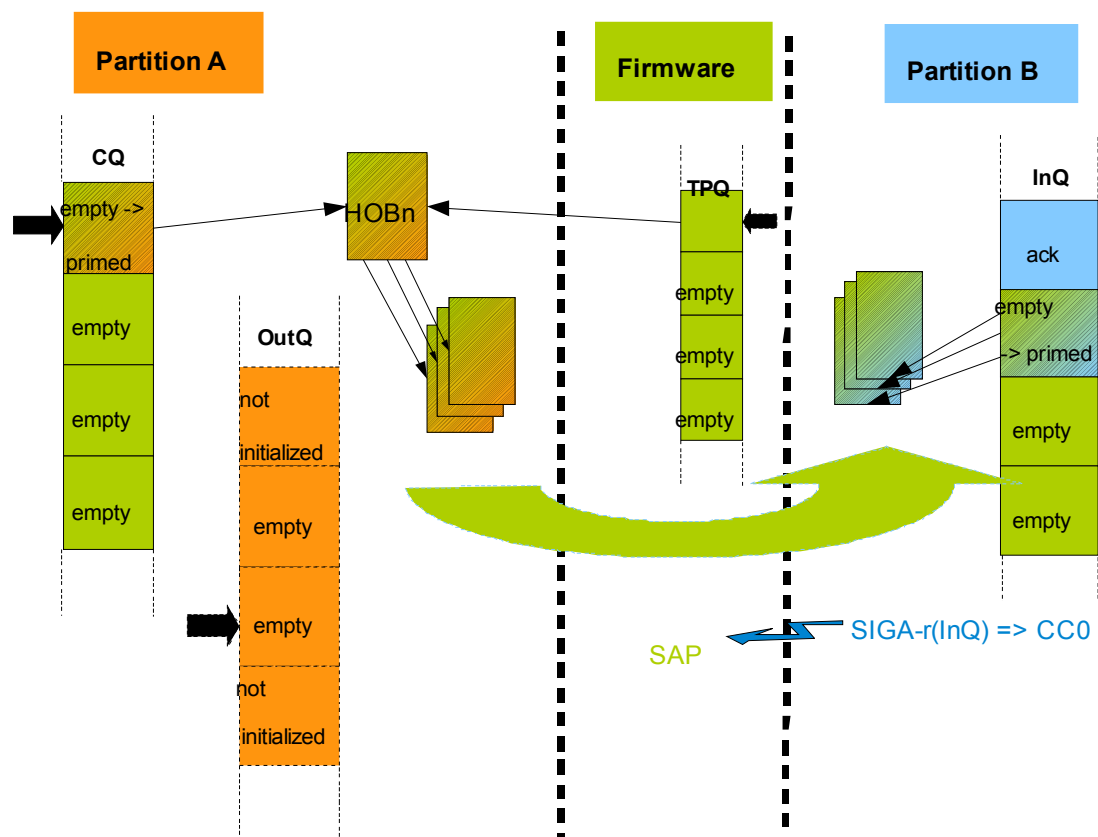 Partition A
Firmware
Partition B
CQ
empty ->
primed
empty
empty
empty
HOBn
OutQ
not
initialized
empty
empty
not
initialized
TPQ
empty
empty
empty
InQ
ack
empty
-> primed
empty
empty
SAP
SIGA-r(InQ) => CC0